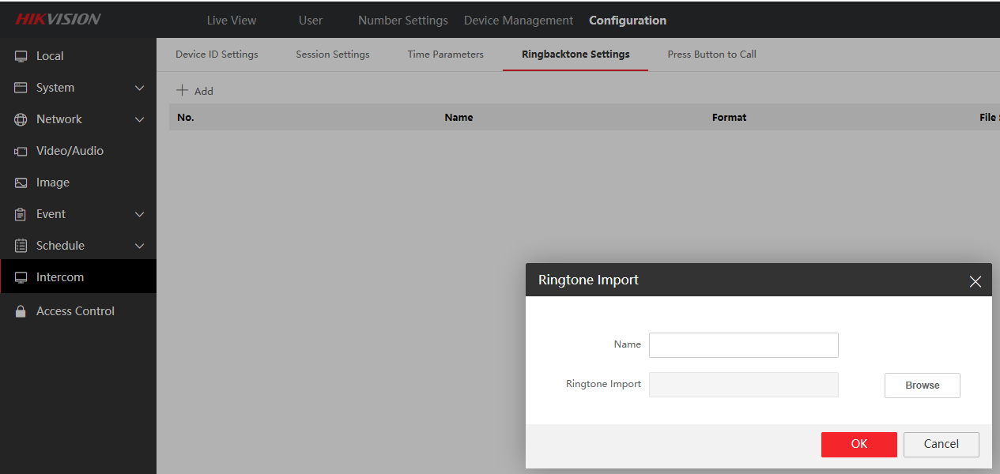 HIKVISION Live View User Number Settings Device Management Configuration
Local
System
Network
Video/Audio
Image
Event
Schedule
Intercom
Access Control
Device ID Settings Session Settings Time Parameters Ringbacktone Settings Press Button to Call
Add
No. Name Format File
Ringtone Import
Name
Ringtone Import Browse
OK Cancel